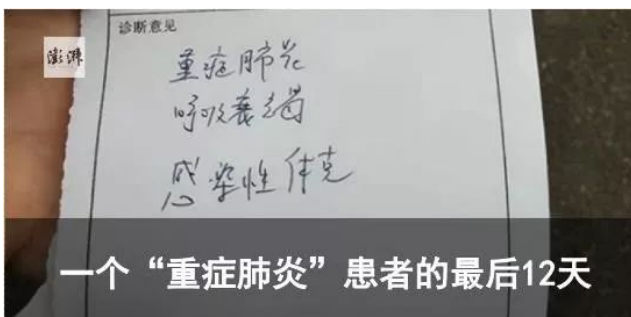 诊断意见
澎湃
重症肺炎
呼吸衰竭
感染性休克
一个“重症肺炎”患者的最后12天